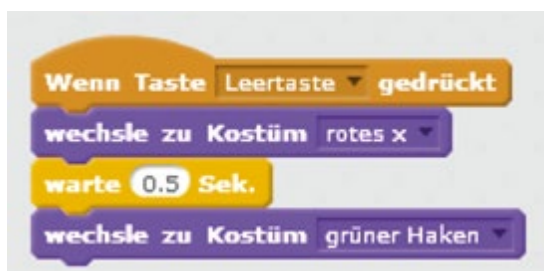 Wenn Taste Leertaste gedrückt
wechsle zu Kostüm rotes x
warte 0.5 Sek.
wechsle zu Kostüm grüner Haken